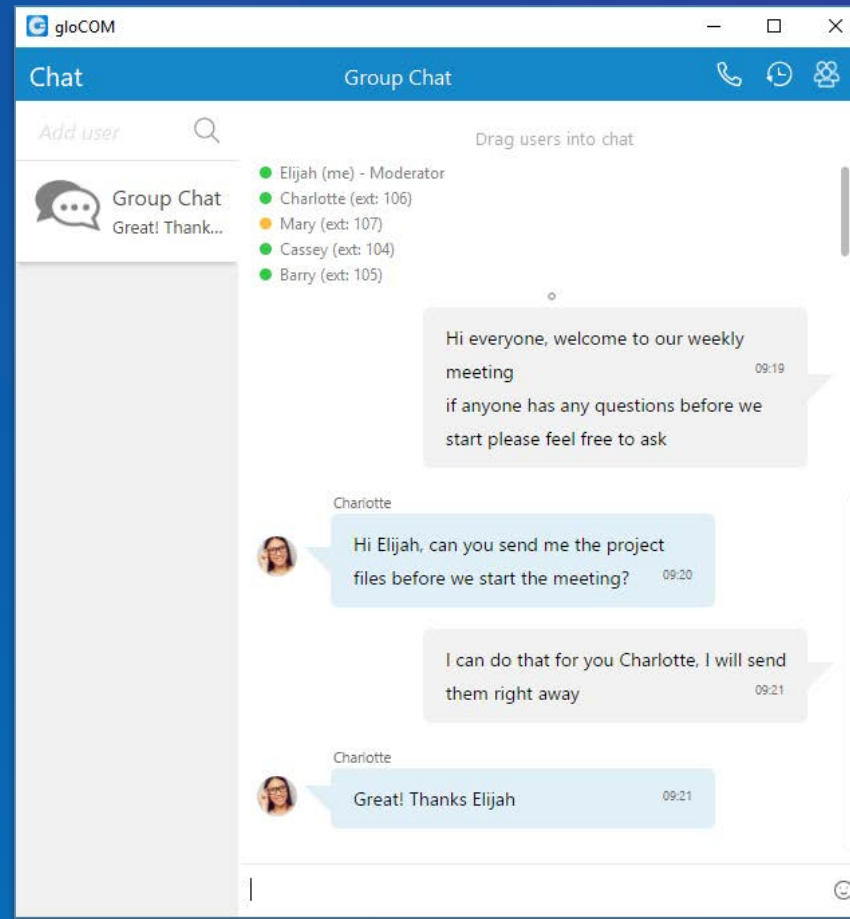 gloCOM
Chat
Group Chat
Add user
Group Chat
Great! Thank...
Drag users into chat
Elijah (me) - Moderator
Charlotte (ext: 106)
Mary (ext: 107)
Cassey (ext: 104)
Barry (ext: 105)
Hi everyone, welcome to our weekly
meeting 09:19
if anyone has any questions before we
start please feel free to ask
Charlotte
Hi Elijah, can you send me the project
files before we start the meeting? 09:20
I can do that for you Charlotte, I will send
them right away 09:21
Charlotte
Great! Thanks Elijah 09:21